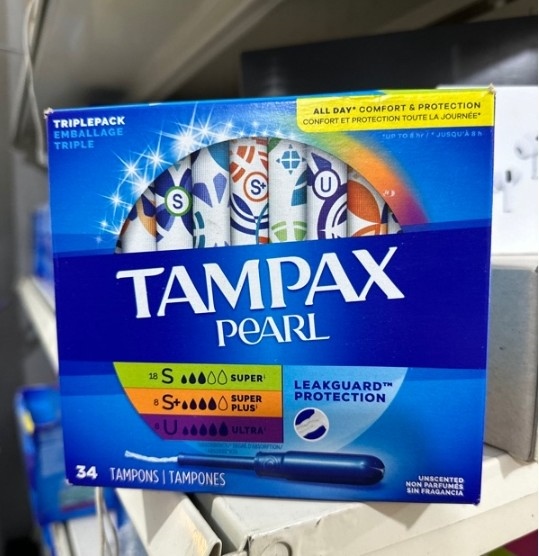 TRIPLEPACK
EMBALLAGE
TRIPLE
ALL DAY* COMFORT & PROTECTION
CONFORT ET PROTECTION TOUTE LA JOURNÉE*
*UP TO 8 hr / * JUSQU'À 8 h
S
S+
U
TAMPAX
PEARL
18 S SUPER
8 S+ SUPER
PLUS
U ULTRA
LEAKGUARD™
PROTECTION
34 TAMPONS | TAMPONES
UNSCENTED
NON PARFUMÉS
SIN FRAGANCIA